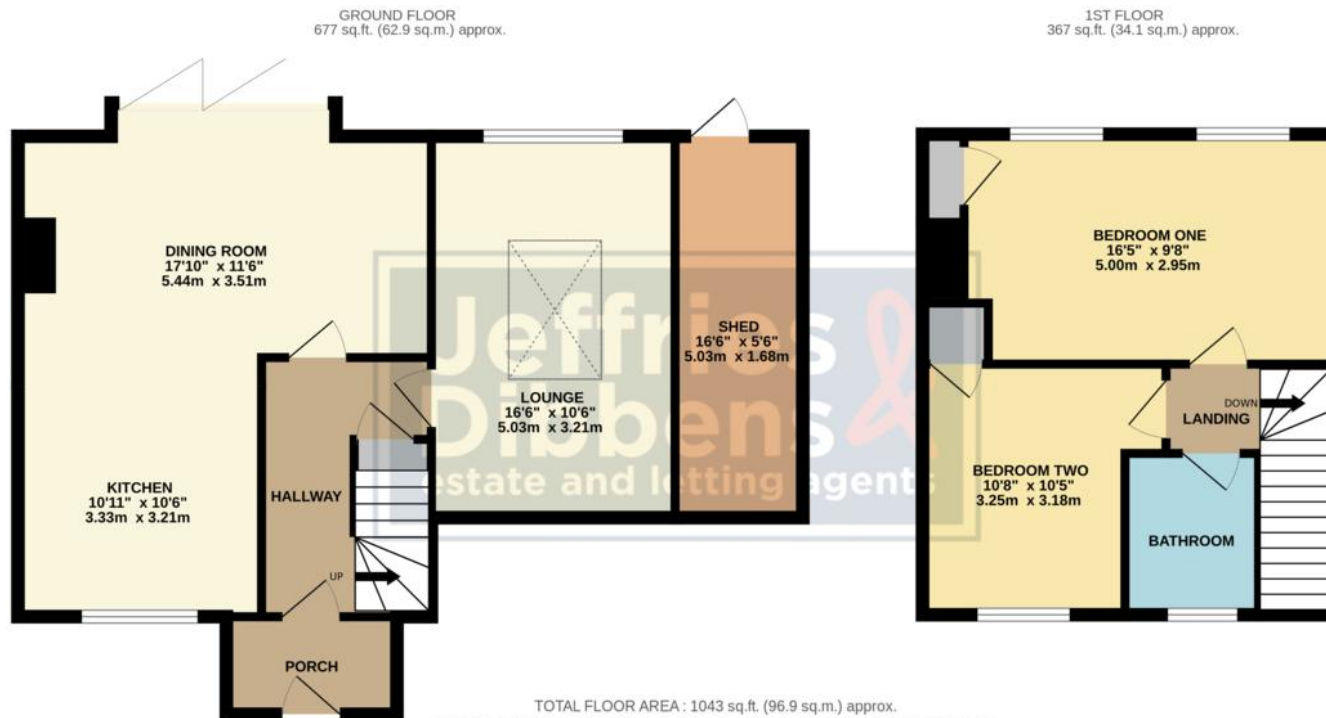 GROUND FLOOR
677 sq.ft. (62.9 sq.m.) approx.
1ST FLOOR
367 sq.ft. (34.1 sq.m.) approx.
DINING ROOM
17'10" x 11'6"
5.44m x 3.51m
BEDROOM ONE
16'5" x 9'8"
5.00m x 2.95m
SHED
16'6" x 5'6"
5.03m x 1.68m
LOUNGE
16'6" x 10'6"
5.03m x 3.21m
Jeffries
Dibbens
estate and letting agents
DOWN
LANDING
KITCHEN
10'11" x 10'6"
3.33m x 3.21m
HALLWAY
BEDROOM TWO
10'8" x 10'5"
3.25m x 3.18m
BATHROOM
UP
PORCH
TOTAL FLOOR AREA : 1043 sq.ft. (96.9 sq.m.) approx.